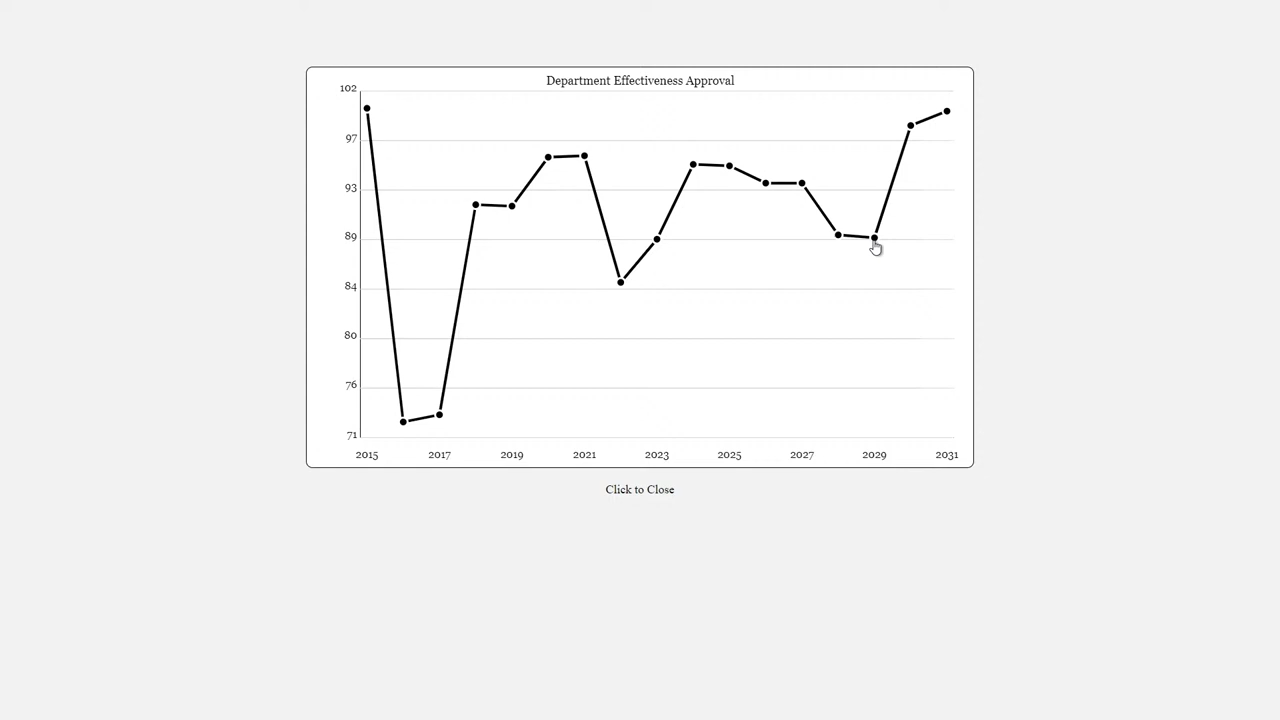 Department Effectiveness Approval
102
97
93
89
84
80
76
71
2015 2017 2019 2021 2023 2025 2027 2029 2031
Click to Close